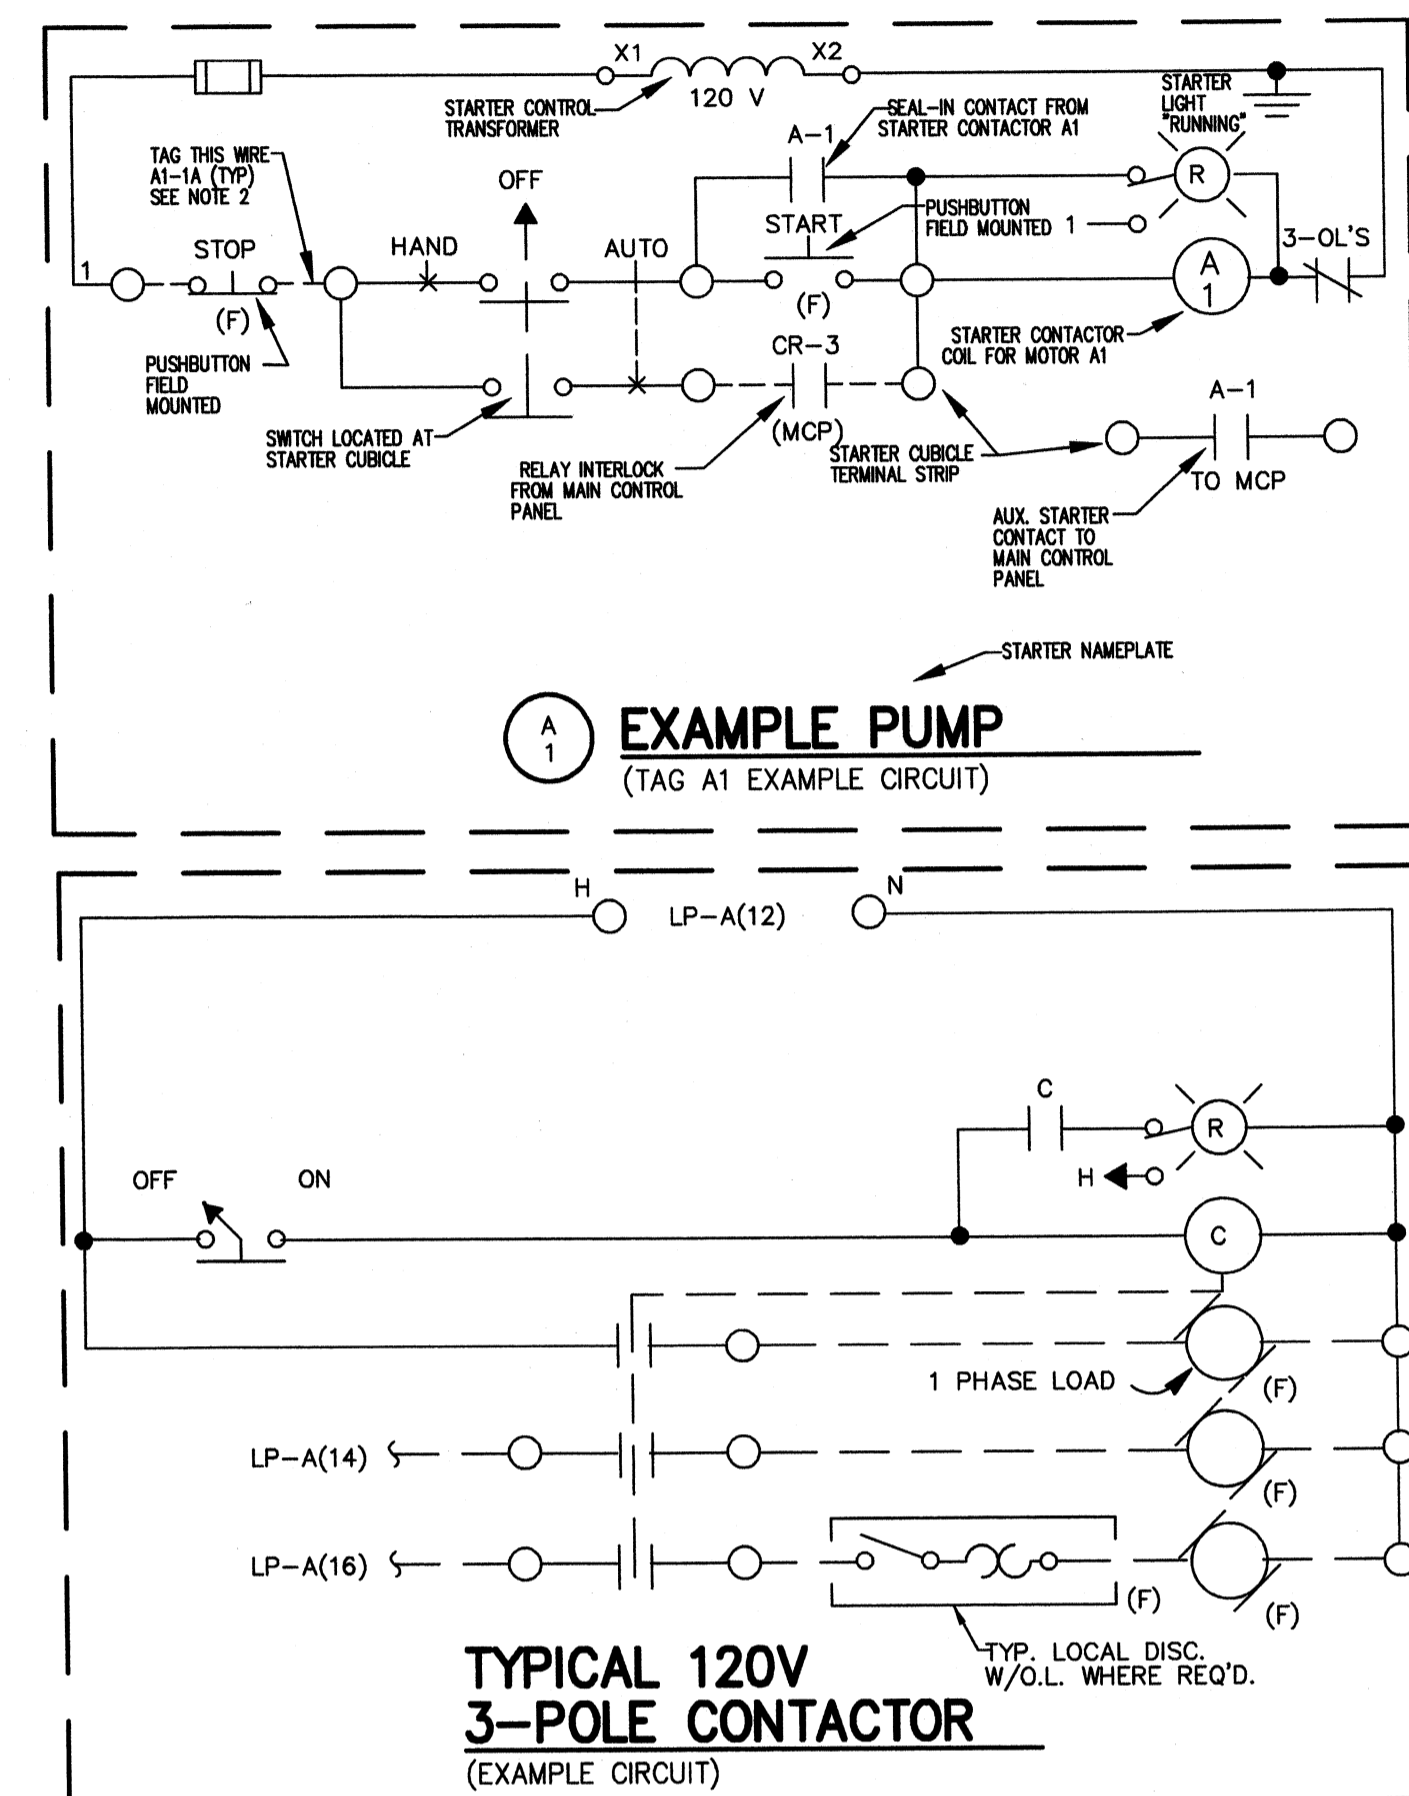 X1
X2
120 V
STARTER CONTROL
TRANSFORMER
SEAL-IN CONTACT FROM
STARTER CONTACTOR A1
STARTER
LIGHT
"RUNNING"
A-1
R
TAG THIS WIRE
A1-1A (TYP)
SEE NOTE 2
OFF
START
PUSHBUTTON
FIELD MOUNTED
1
3-OL'S
1
STOP
HAND
AUTO
A
1
(F)
(F)
PUSHBUTTON
FIELD
MOUNTED
CR-3
STARTER CONTACTOR
COIL FOR MOTOR A1
(MCP)
A-1
SWITCH LOCATED AT
STARTER CUBICLE
RELAY INTERLOCK
FROM MAIN CONTROL
PANEL
STARTER CUBICLE
TERMINAL STRIP
TO MCP
AUX. STARTER
CONTACT TO
MAIN CONTROL
PANEL
STARTER NAMEPLATE
A
1
EXAMPLE PUMP
(TAG A1 EXAMPLE CIRCUIT)
H
LP-A(12)
N
C
R
H
OFF
ON
C
1 PHASE LOAD
(F)
LP-A(14)
(F)
LP-A(16)
(F)
(F)
TYP. LOCAL DISC.
W/O.L. WHERE REQ'D.
TYPICAL 120V
3-POLE CONTACTOR
(EXAMPLE CIRCUIT)